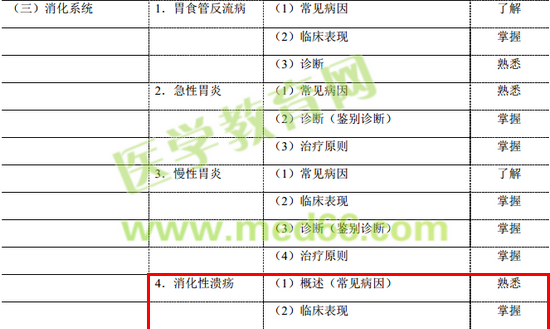 （三）消化系统 1．胃食管反流病 （1）常见病因 了解
（2）临床表现 掌握
（3）诊断 熟悉
2．急性胃炎 （1）常见病因 熟悉
（2）诊断（鉴别诊断） 掌握
（3）治疗原则 掌握
3．慢性胃炎 （1）常见病因 了解
（2）临床表现 掌握
（3）诊断（鉴别诊断） 掌握
（4）治疗原则 掌握
4．消化性溃疡 （1）概述（常见病因） 熟悉
（2）临床表现 掌握
医学教育网
www.med66.com